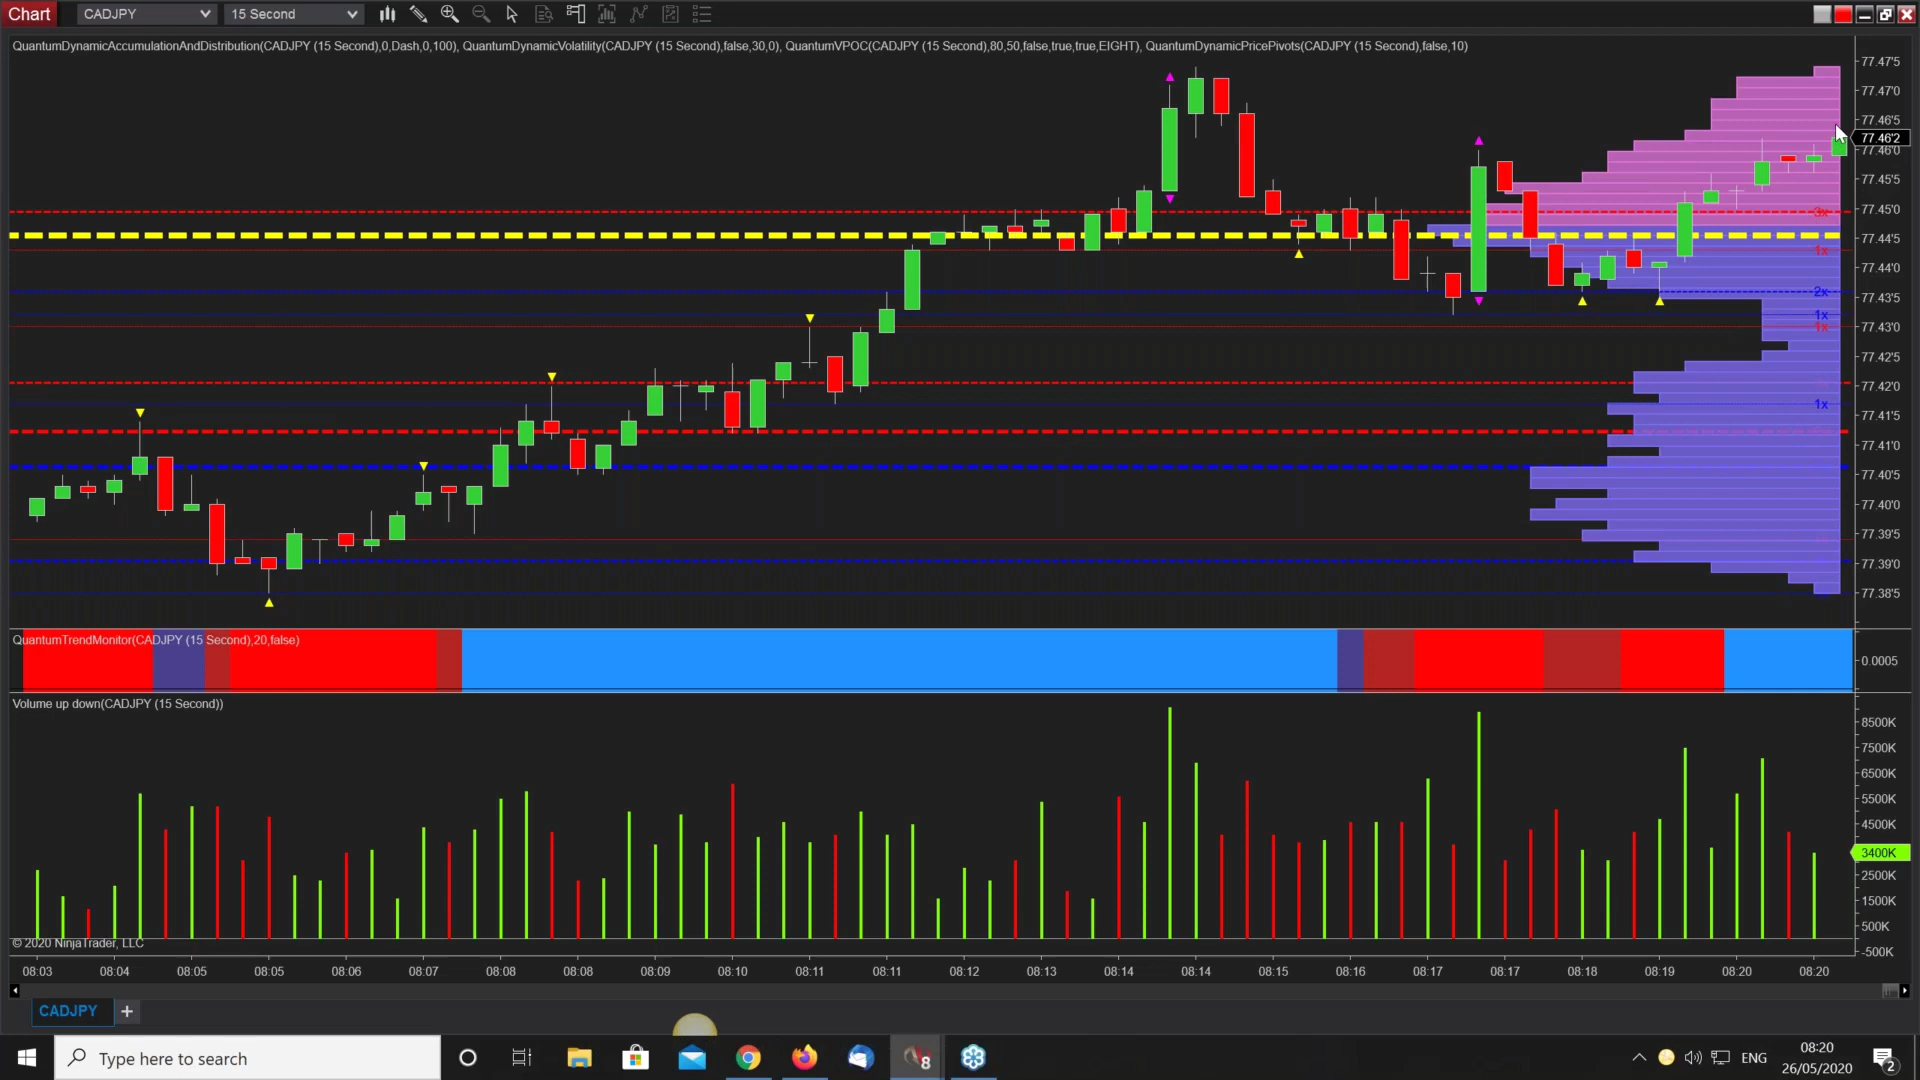 Chart CADJPY 15 Second
QuantumDynamicAccumulationAndDistribution(CADJPY (15 Second),0,Dash,0,100), QuantumDynamicVolatility(CADJPY (15 Second),false,30,0), QuantumVPOC(CADJPY (15 Second),80,50,false,true,true,EIGHT), QuantumDynamicPricePivots(CADJPY (15 Second),false,10)
77.47'5
77.47'0
77.46'5
77.46'2
77.46'0
77.45'5
3x 77.45'0
77.44'5
1x
77.44'0
2x 77.43'5
1x
1x 77.43'0
77.42'5
77.42'0
1x 77.41'5
77.41'0
77.40'5
77.40'0
77.39'5
77.39'0
77.38'5
QuantumTrendMonitor(CADJPY (15 Second),20,false)
0.0005
Volume up down(CADJPY (15 Second))
8500K
7500K
6500K
5500K
4500K
3400K
2500K
1500K
500K
-500K
© 2020 NinjaTrader, LLC
08:03 08:04 08:05 08:05 08:06 08:07 08:08 08:08 08:09 08:10 08:11 08:11 08:12 08:13 08:14 08:14 08:15 08:16 08:17 08:17 08:18 08:19 08:20 08:20
CADJPY +
Type here to search
8
ENG
08:20
26/05/2020
2